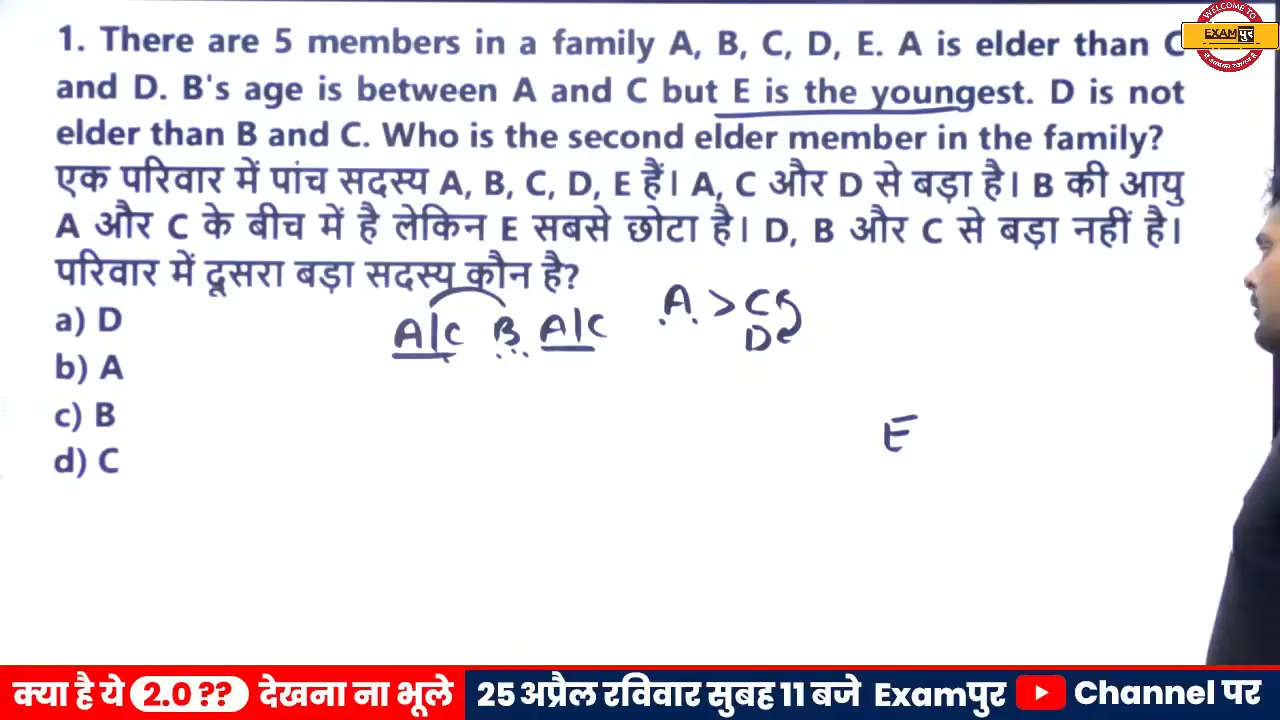 1. There are 5 members in a family A, B, C, D, E. A is elder than C
and D. B's age is between A and C but E is the youngest. D is not
elder than B and C. Who is the second elder member in the family?
एक परिवार में पांच सदस्य A, B, C, D, E हैं। A, C और D से बड़ा है। B की आयु
A और C के बीच में है लेकिन E सबसे छोटा है। D, B और C से बड़ा नहीं है।
परिवार में दूसरा बड़ा सदस्य कौन है?
a) D
b) A
c) B
d) C
A|C B A|C
A > C
D
E
WELCOME TO
EXAMपुर
क्या है ये 2.0 ?? देखना ना भूले 25 अप्रैल रविवार सुबह 11 बजे Examपुर Channel पर